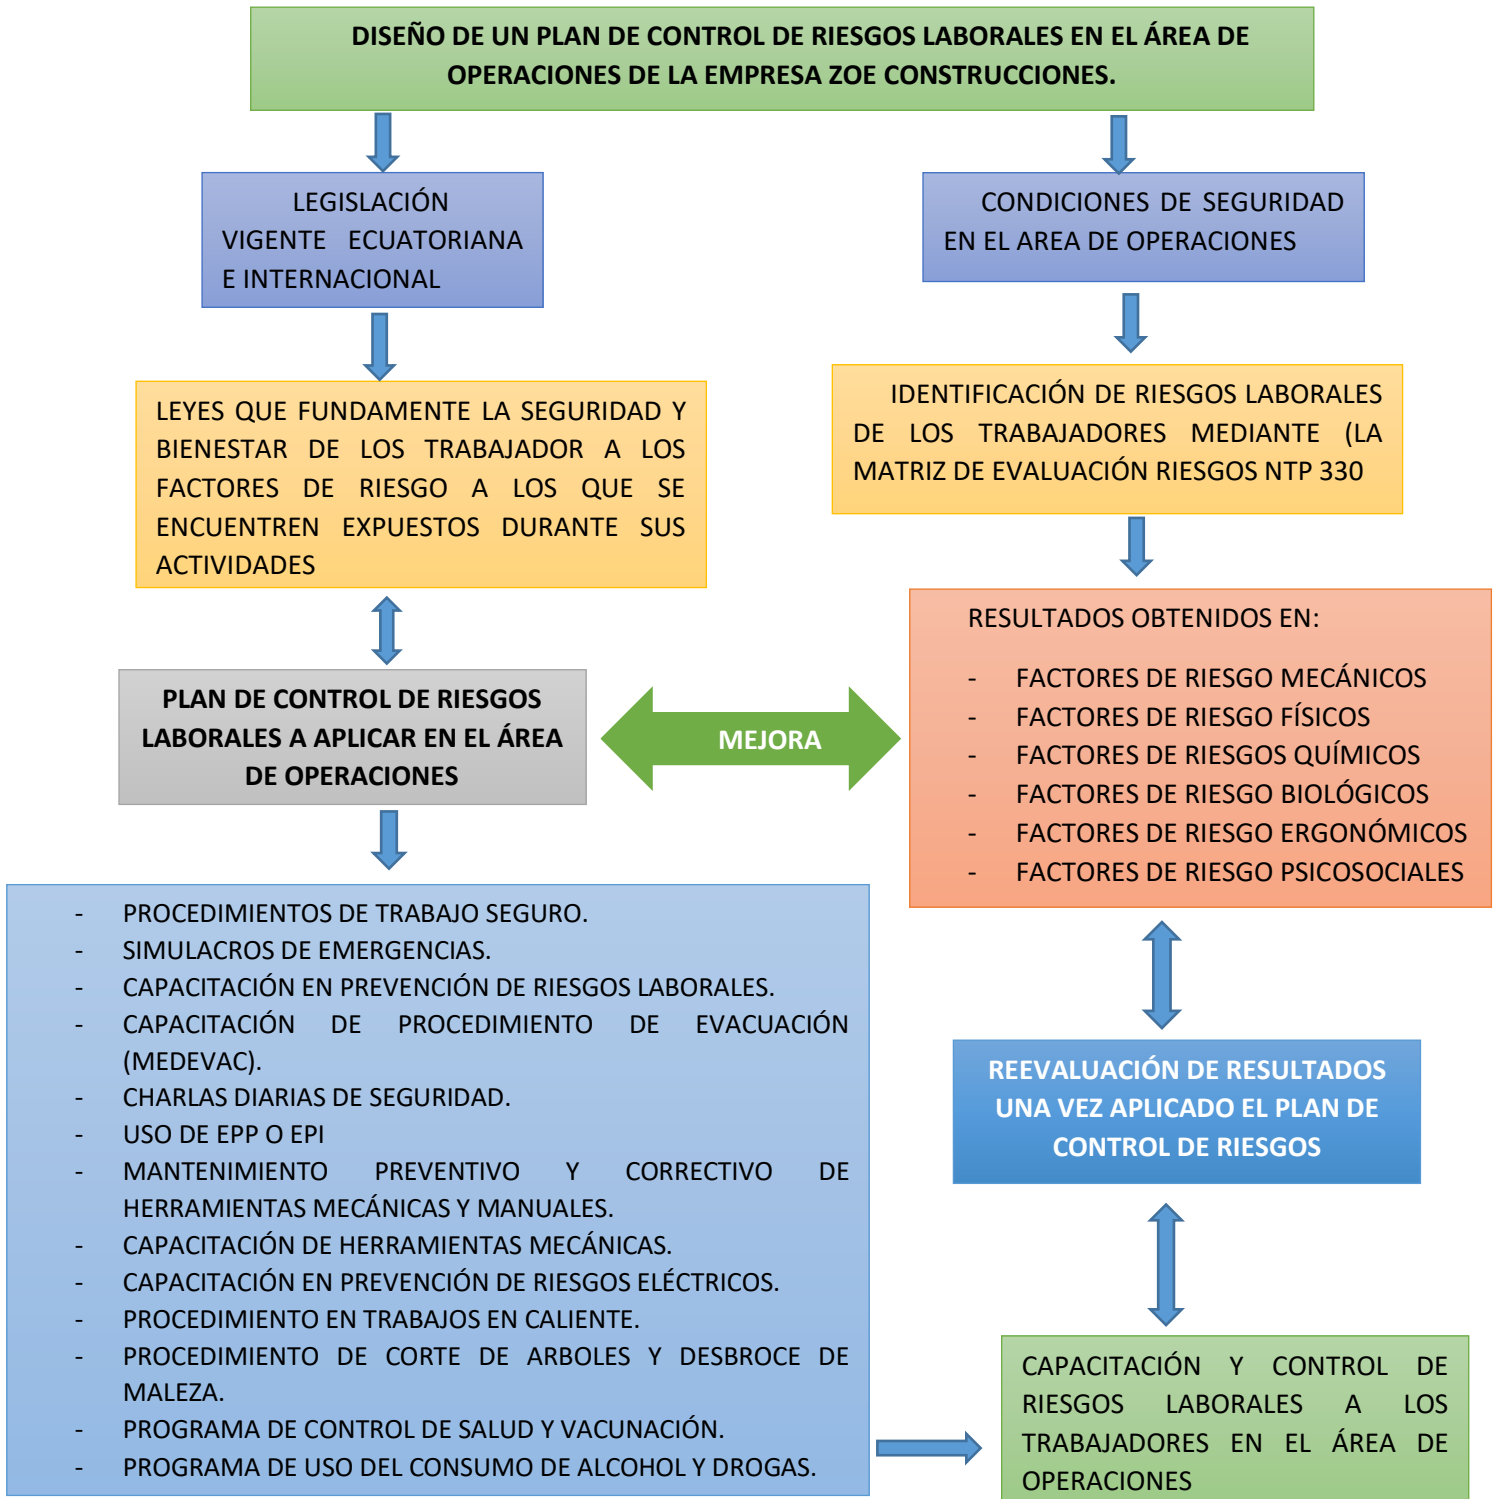 DISEÑO DE UN PLAN DE CONTROL DE RIESGOS LABORALES EN EL ÁREA DE
OPERACIONES DE LA EMPRESA ZOE CONSTRUCCIONES.
LEGISLACIÓN
VIGENTE ECUATORIANA
E INTERNACIONAL
CONDICIONES DE SEGURIDAD
EN EL AREA DE OPERACIONES
LEYES QUE FUNDAMENTE LA SEGURIDAD Y
BIENESTAR DE LOS TRABAJADOR A LOS
FACTORES DE RIESGO A LOS QUE SE
ENCUENTREN EXPUESTOS DURANTE SUS
ACTIVIDADES
IDENTIFICACIÓN DE RIESGOS LABORALES
DE LOS TRABAJADORES MEDIANTE (LA
MATRIZ DE EVALUACIÓN RIESGOS NTP 330
PLAN DE CONTROL DE RIESGOS
LABORALES A APLICAR EN EL ÁREA
DE OPERACIONES
MEJORA
RESULTADOS OBTENIDOS EN:
- FACTORES DE RIESGO MECÁNICOS
- FACTORES DE RIESGO FÍSICOS
- FACTORES DE RIESGOS QUÍMICOS
- FACTORES DE RIESGO BIOLÓGICOS
- FACTORES DE RIESGO ERGONÓMICOS
- FACTORES DE RIESGO PSICOSOCIALES
- PROCEDIMIENTOS DE TRABAJO SEGURO.
- SIMULACROS DE EMERGENCIAS.
- CAPACITACIÓN EN PREVENCIÓN DE RIESGOS LABORALES.
- CAPACITACIÓN DE PROCEDIMIENTO DE EVACUACIÓN
(MEDEVAC).
- CHARLAS DIARIAS DE SEGURIDAD.
- USO DE EPP O EPI
- MANTENIMIENTO PREVENTIVO Y CORRECTIVO DE
HERRAMIENTAS MECÁNICAS Y MANUALES.
- CAPACITACIÓN DE HERRAMIENTAS MECÁNICAS.
- CAPACITACIÓN EN PREVENCIÓN DE RIESGOS ELÉCTRICOS.
- PROCEDIMIENTO EN TRABAJOS EN CALIENTE.
- PROCEDIMIENTO DE CORTE DE ARBOLES Y DESBROCE DE
MALEZA.
- PROGRAMA DE CONTROL DE SALUD Y VACUNACIÓN.
- PROGRAMA DE USO DEL CONSUMO DE ALCOHOL Y DROGAS.
REEVALUACIÓN DE RESULTADOS
UNA VEZ APLICADO EL PLAN DE
CONTROL DE RIESGOS
CAPACITACIÓN Y CONTROL DE
RIESGOS LABORALES A LOS
TRABAJADORES EN EL ÁREA DE
OPERACIONES